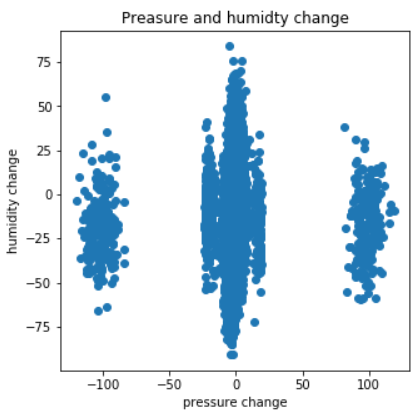 Preasure and humidty change
75
50
25
0
−25
−50
−75
humidity change
−100 −50 0 50 100
pressure change